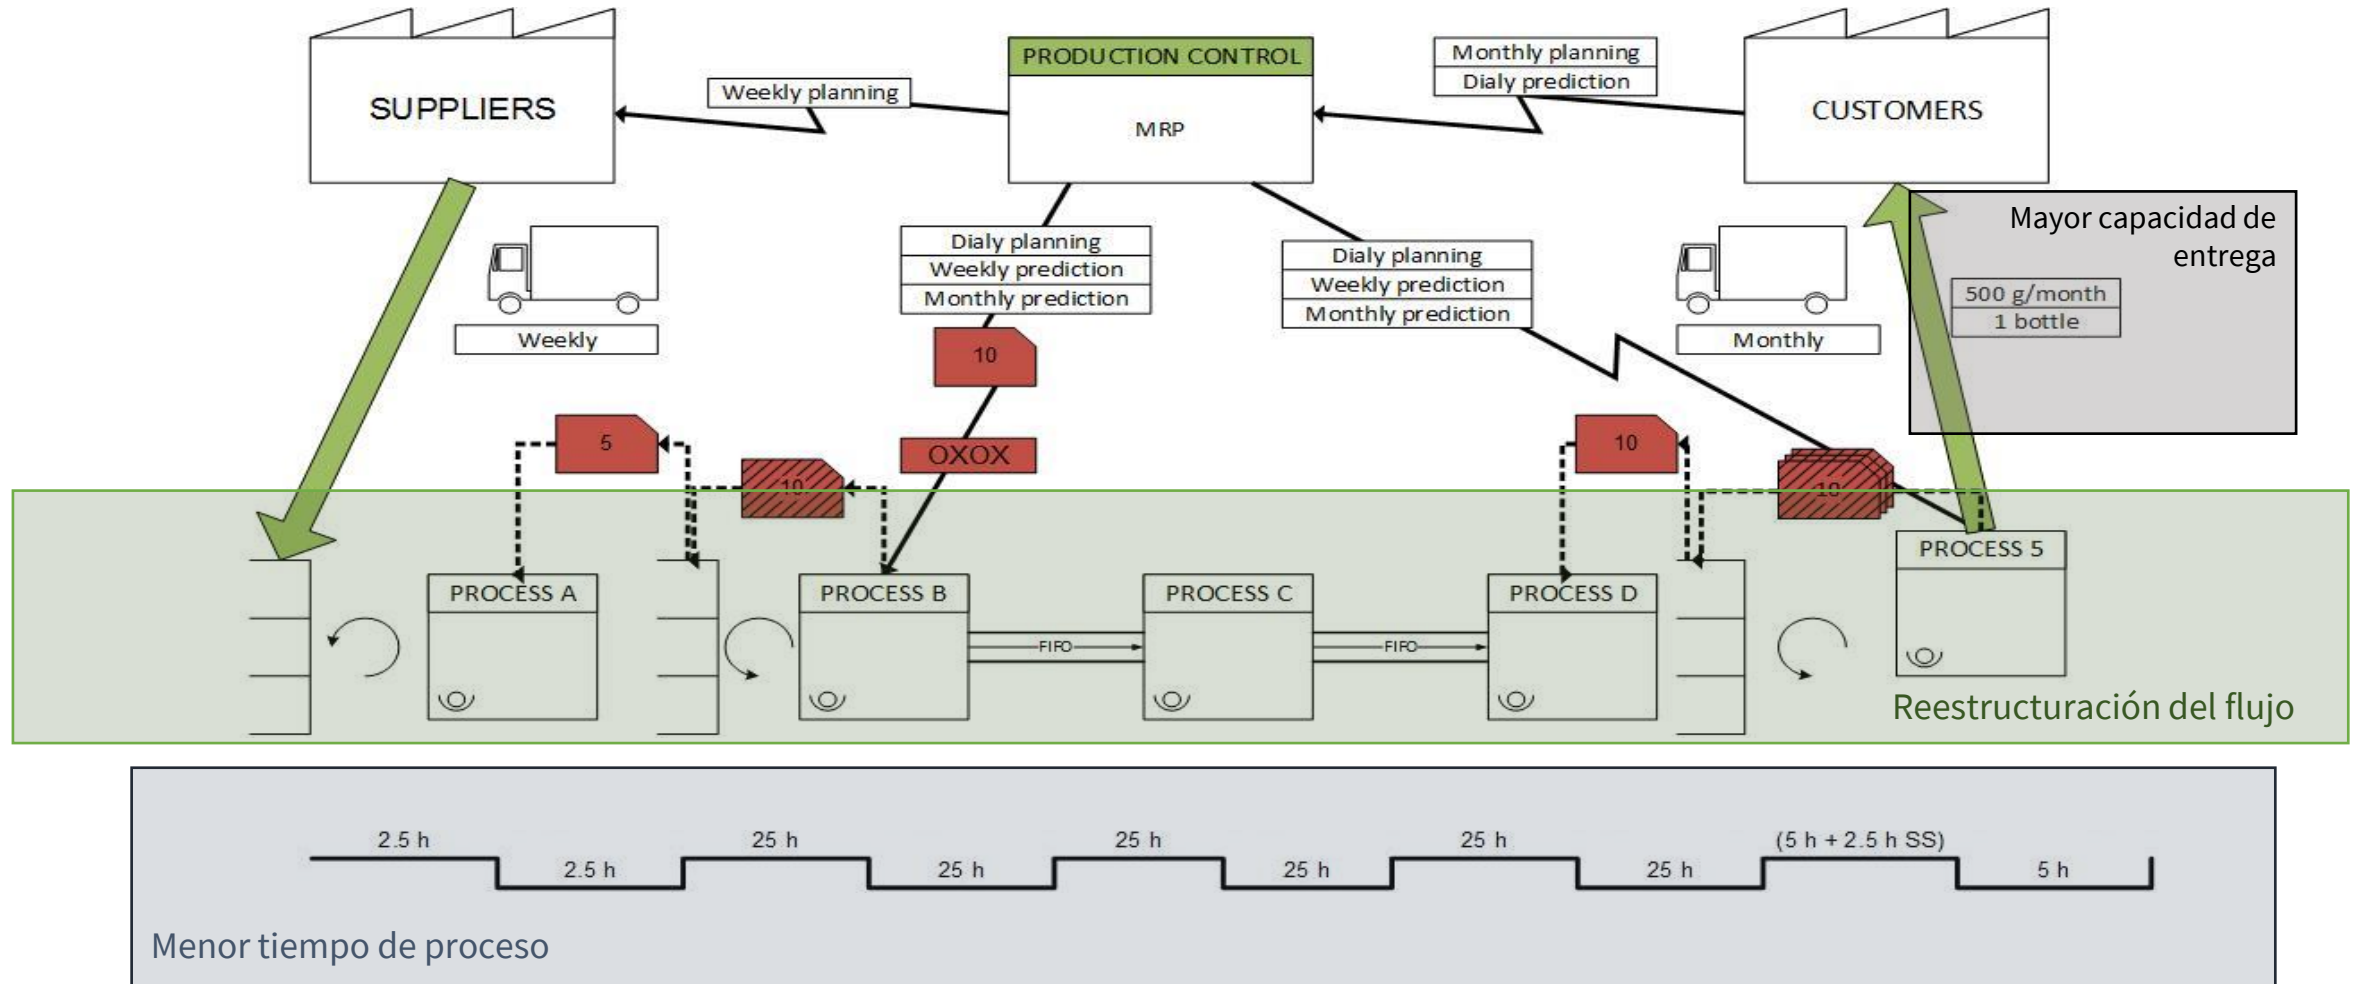 SUPPLIERS
Weekly planning
PRODUCTION CONTROL
MRP
Monthly planning
Dialy prediction
CUSTOMERS
Weekly
Dialy planning
Weekly prediction
Monthly prediction
Dialy planning
Weekly prediction
Monthly prediction
Monthly
Mayor capacidad de
entrega
500 g/month
1 bottle
10
5
10
OXOX
10
10
PROCESS A
PROCESS B
FIFO
PROCESS C
FIFO
PROCESS D
PROCESS 5
Reestructuración del flujo
2.5 h
2.5 h
25 h
25 h
25 h
25 h
25 h
25 h
(5 h + 2.5 h SS)
5 h
Menor tiempo de proceso